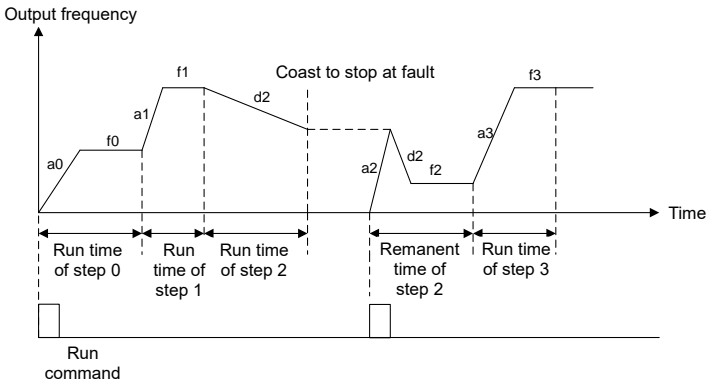 Output frequency
f1
Coast to stop at fault
f3
a1
d2
f0
a3
a0
a2
d2
f2
Time
Run time
of step 0
Run
time of
step 1
Run time
of step 2
Remanent
time of
step 2
Run time
of step 3
Run
command